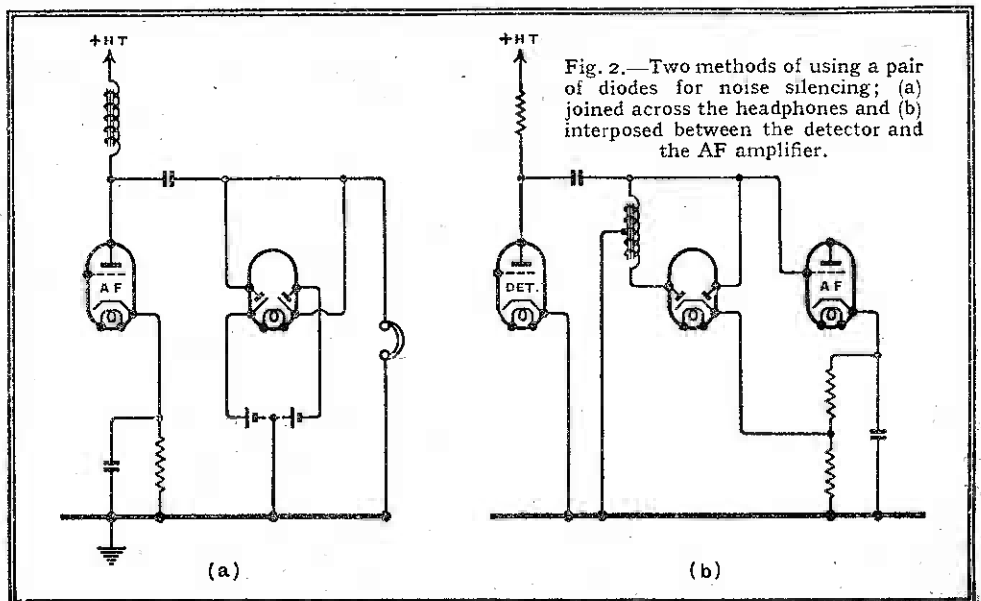 +HT
+HT
Fig. 2.—Two methods of using a pair
of diodes for noise silencing; (a)
joined across the headphones and (b)
interposed between the detector and
the AF amplifier.
AF
DET.
AF
(a)
(b)